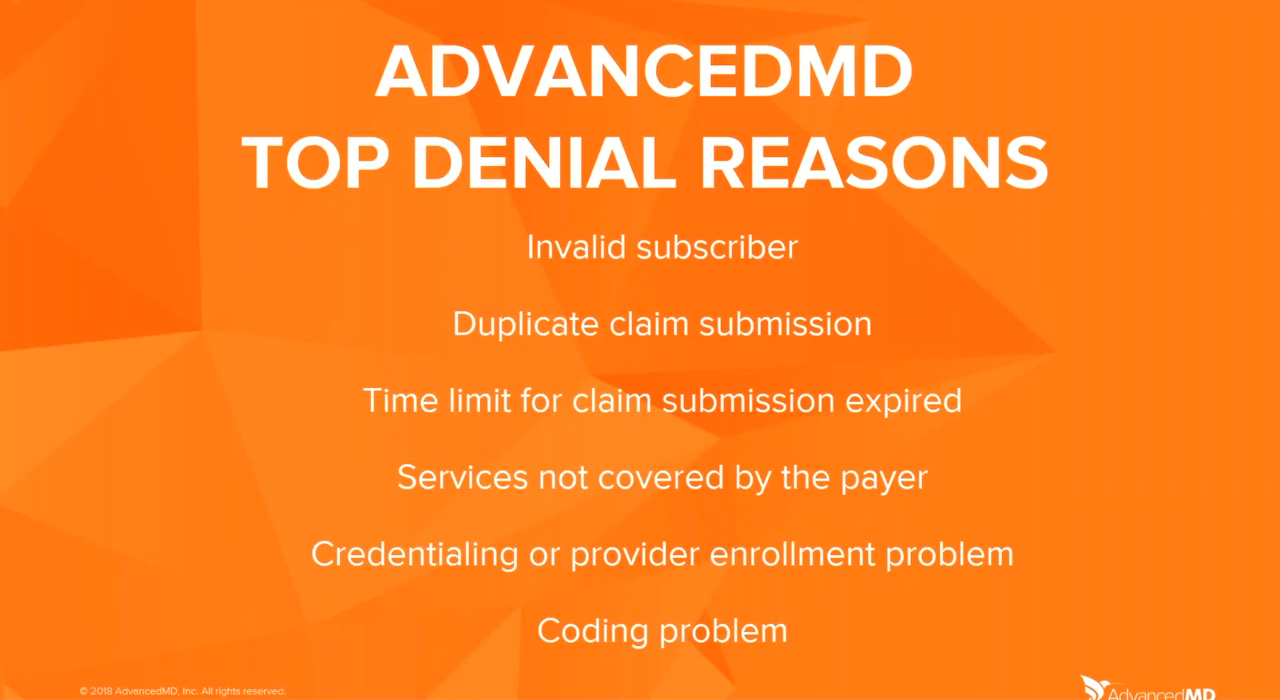 ADVANCEDMD
TOP DENIAL REASONS
Invalid subscriber
Duplicate claim submission
Time limit for claim submission expired
Services not covered by the payer
Credentialing or provider enrollment problem
Coding problem
© 2018 AdvancedMD, Inc. All rights reserved.
AdvancedMD